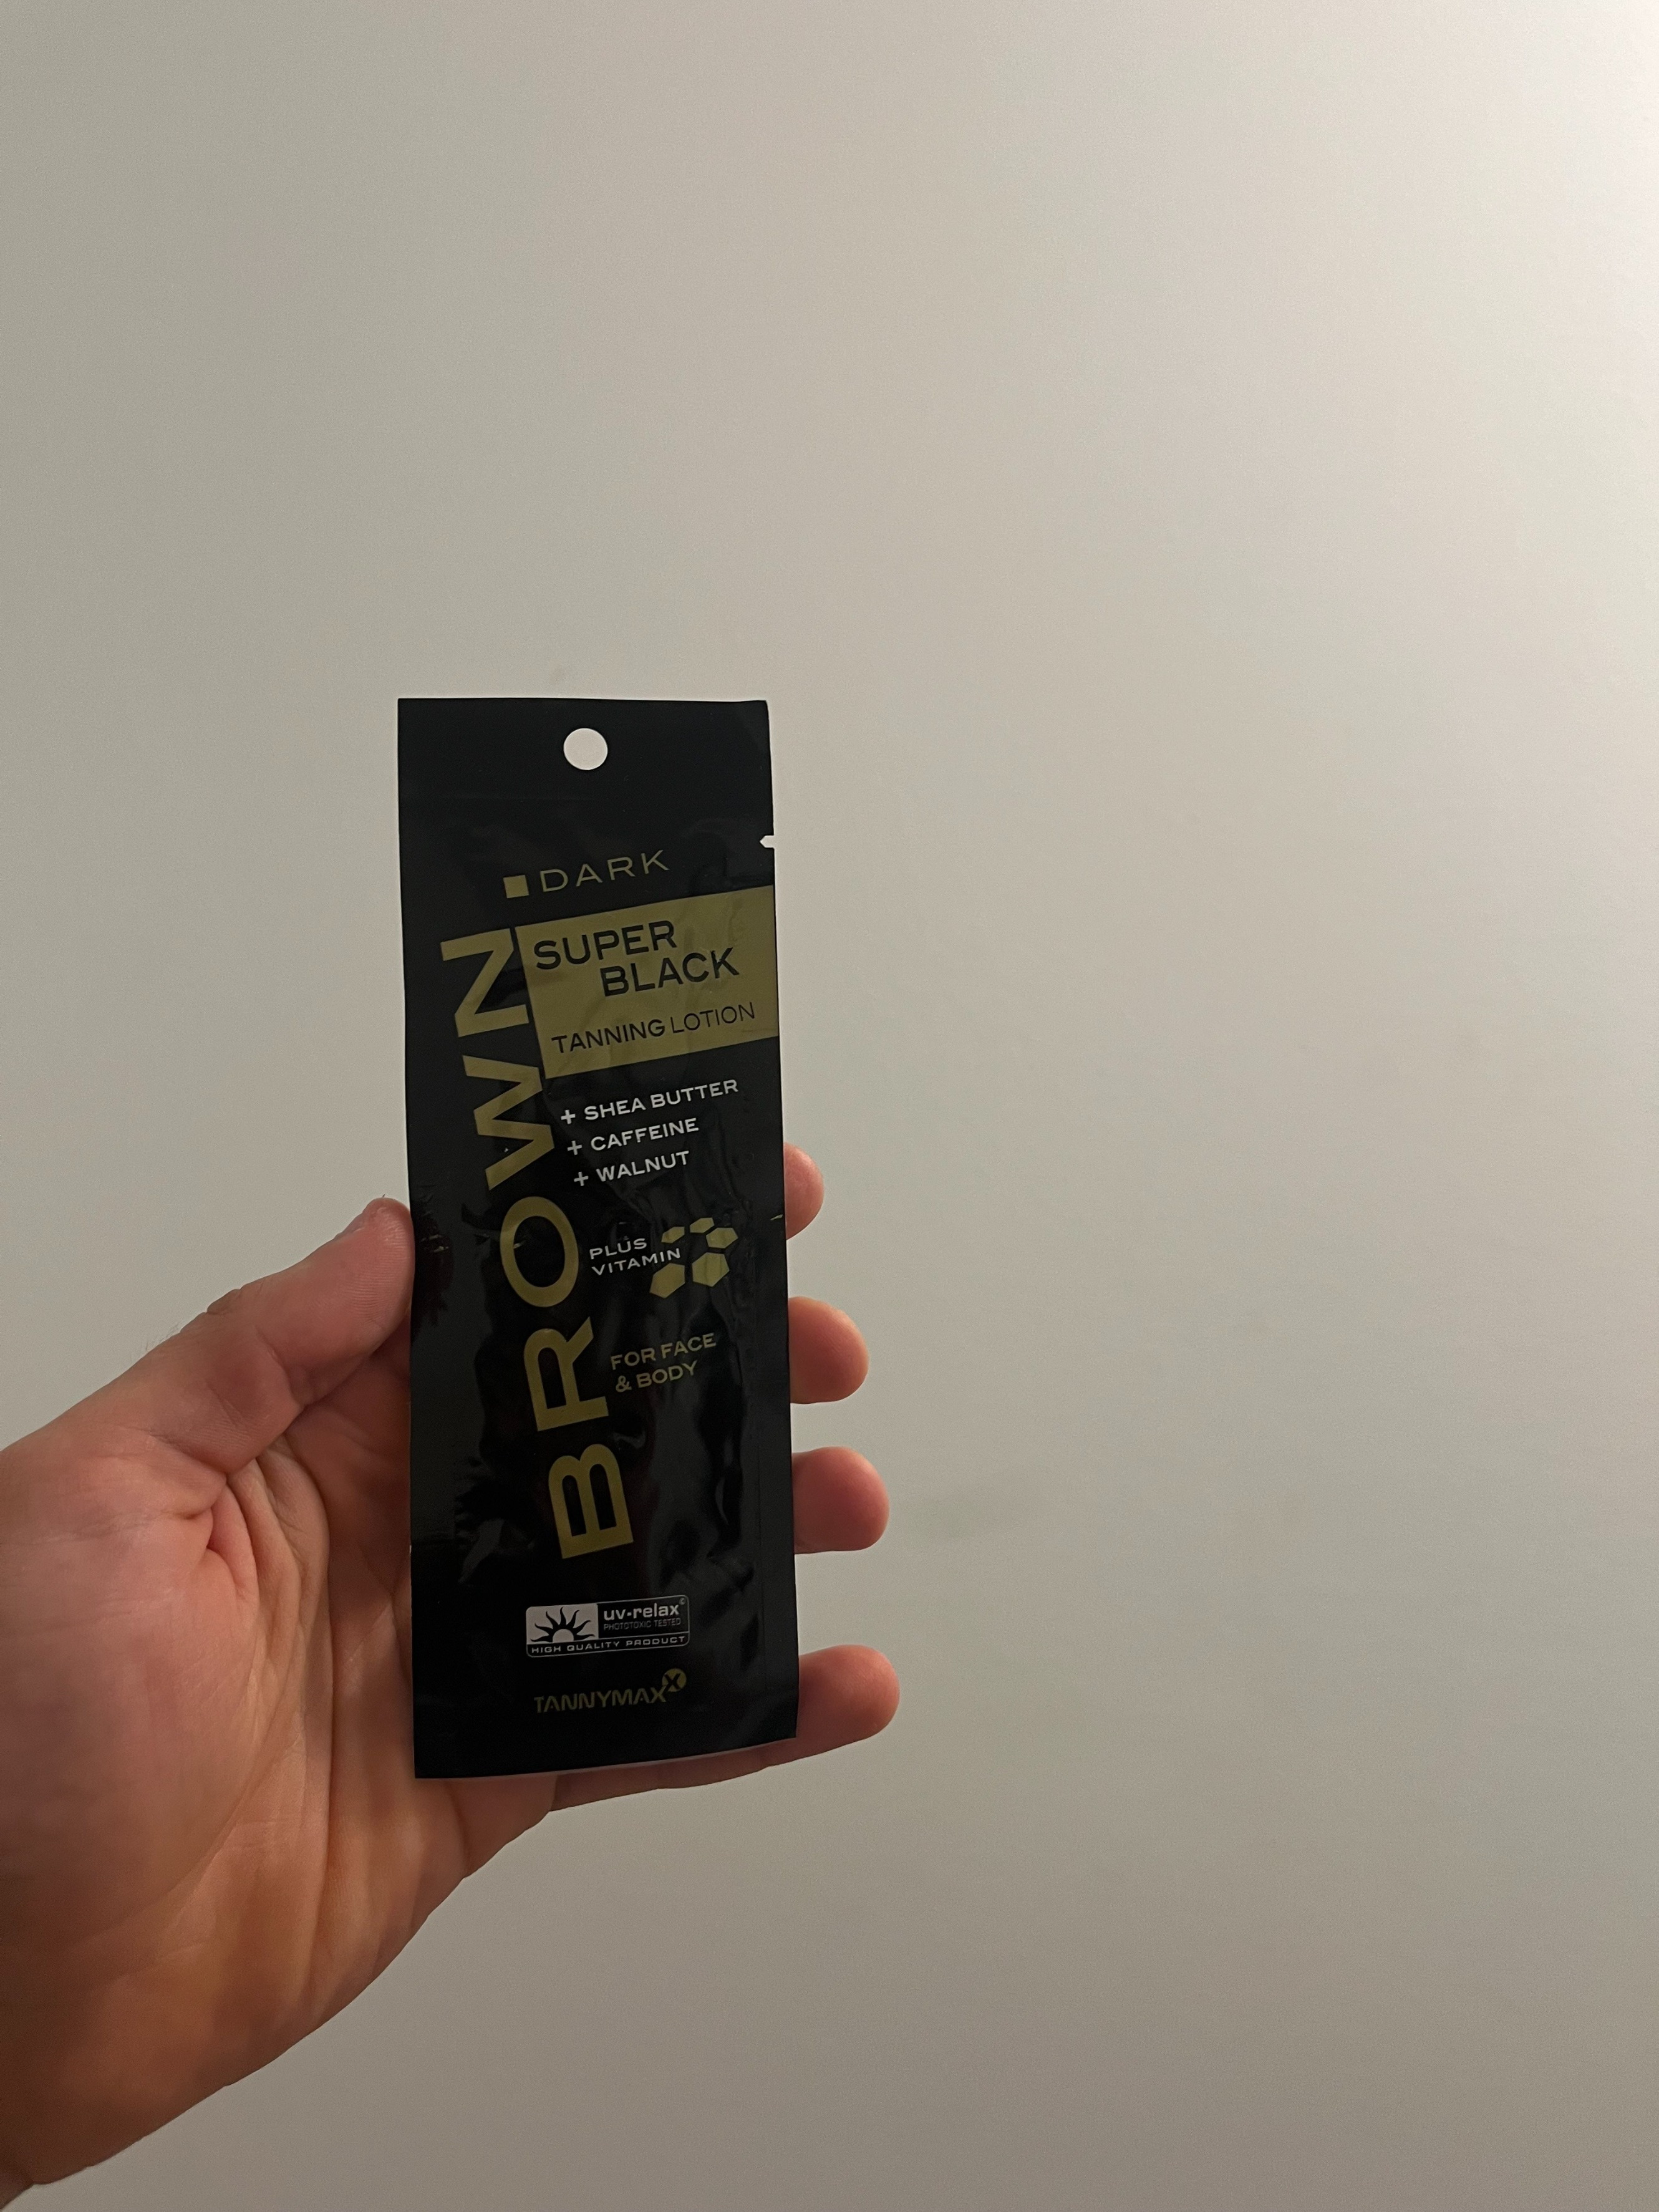 DARK
BROWN
SUPER
BLACK
TANNING LOTION
+ SHEA BUTTER
+ CAFFEINE
+ WALNUT
PLUS
VITAMIN
FOR FACE
& BODY
uv-relax©
PHOTOTOXIC TESTED
HIGH QUALITY PRODUCT
TANNYMAXX